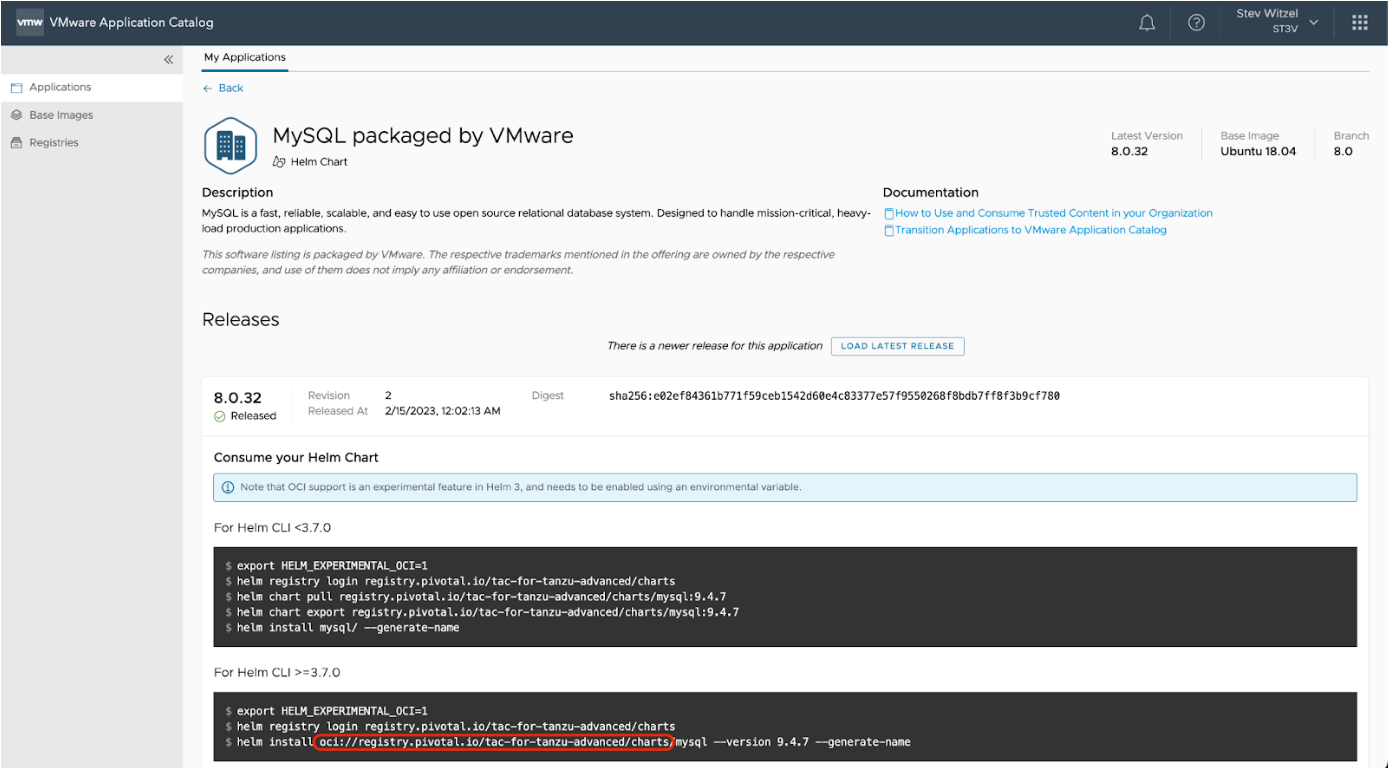 vmw VMware Application Catalog
Stev Witzel
ST3V
«
My Applications
Applications
Base Images
Registries
← Back
MySQL packaged by VMware
Helm Chart
Latest Version
8.0.32
Base Image
Ubuntu 18.04
Branch
8.0
Description
MySQL is a fast, reliable, scalable, and easy to use open source relational database system. Designed to handle mission-critical, heavy-
load production applications.
This software listing is packaged by VMware. The respective trademarks mentioned in the offering are owned by the respective
companies, and use of them does not imply any affiliation or endorsement.
Documentation
How to Use and Consume Trusted Content in your Organization
Transition Applications to VMware Application Catalog
Releases
There is a newer release for this application LOAD LATEST RELEASE
8.0.32
Released
Revision 2
Released At 2/15/2023, 12:02:13 AM
Digest sha256:e02ef84361b771f59ceb1542d60e4c83377e57f9550268f8bdb7ff8f3b9cf780
Consume your Helm Chart
Note that OCI support is an experimental feature in Helm 3, and needs to be enabled using an environmental variable.
For Helm CLI <3.7.0
$ export HELM_EXPERIMENTAL_OCI=1
$ helm registry login registry.pivotal.io/tac-for-tanzu-advanced/charts
$ helm chart pull registry.pivotal.io/tac-for-tanzu-advanced/charts/mysql:9.4.7
$ helm chart export registry.pivotal.io/tac-for-tanzu-advanced/charts/mysql:9.4.7
$ helm install mysql/ --generate-name
For Helm CLI >=3.7.0
$ export HELM_EXPERIMENTAL_OCI=1
$ helm registry login registry.pivotal.io/tac-for-tanzu-advanced/charts
$ helm install oci://registry.pivotal.io/tac-for-tanzu-advanced/charts/mysql --version 9.4.7 --generate-name